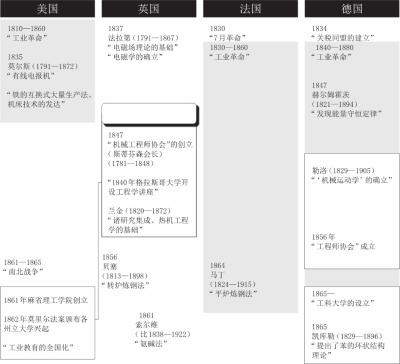 美国
1810—1860
“工业革命”
1835
莫尔斯(1791—1872)
“有线电报机”
“铁的互换式大量生产法、
机床技术的发达”
1861—1865
“南北战争”
1861年麻省理工学院创立
1862年莫里尔法案颁布各
州立大学兴起
“工业教育的全国化”
英国
1837
法拉第(1791—1867)
“电磁场理论的基础”
“电磁学的确立”
1847
“机械工程师协会”的创立
(斯蒂芬森会长)
(1781—1848)
“1840年格拉斯哥大学开
设工程学讲座”
兰金(1820—1872)
“诸研究集成、热机工程
学的基础”
1856
贝塞
(1813—1898)
“转炉炼钢法”
1861
索尔维
(比1838—1922)
“氨碱法”
法国
1830
“7月革命”
1830—1860
“工业革命”
1864
马丁
(1824—1915)
“平炉炼钢法”
德国
1834
“关税同盟的建立”
1840—1880
“工业革命”
1847
赫尔姆霍茨
(1821—1894)
“发现能量守恒定律”
勒洛(1829—1905)
“‘机械运动学’的确立”
1856年
“工程师协会”成立
1865—
“工科大学的设立”
1865
凯库勒(1829—1896)
“提出了苯的环状结构
理论”